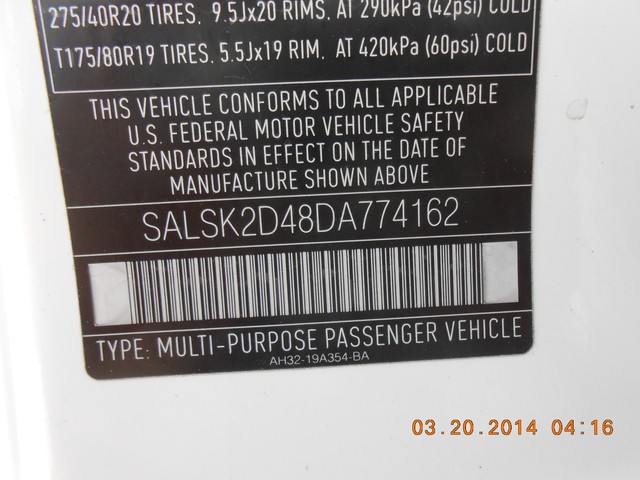 275/40R20 TIRES. 9.5Jx20 RIMS. AT 290kPa (42psi) COLD
T175/80R19 TIRES. 5.5Jx19 RIM. AT 420kPa (60psi) COLD
THIS VEHICLE CONFORMS TO ALL APPLICABLE
U.S. FEDERAL MOTOR VEHICLE SAFETY
STANDARDS IN EFFECT ON THE DATE OF
MANUFACTURE SHOWN ABOVE
SALSK2D48DA774162
TYPE: MULTI-PURPOSE PASSENGER VEHICLE
AH32-19A354-BA
03.20.2014 04:16